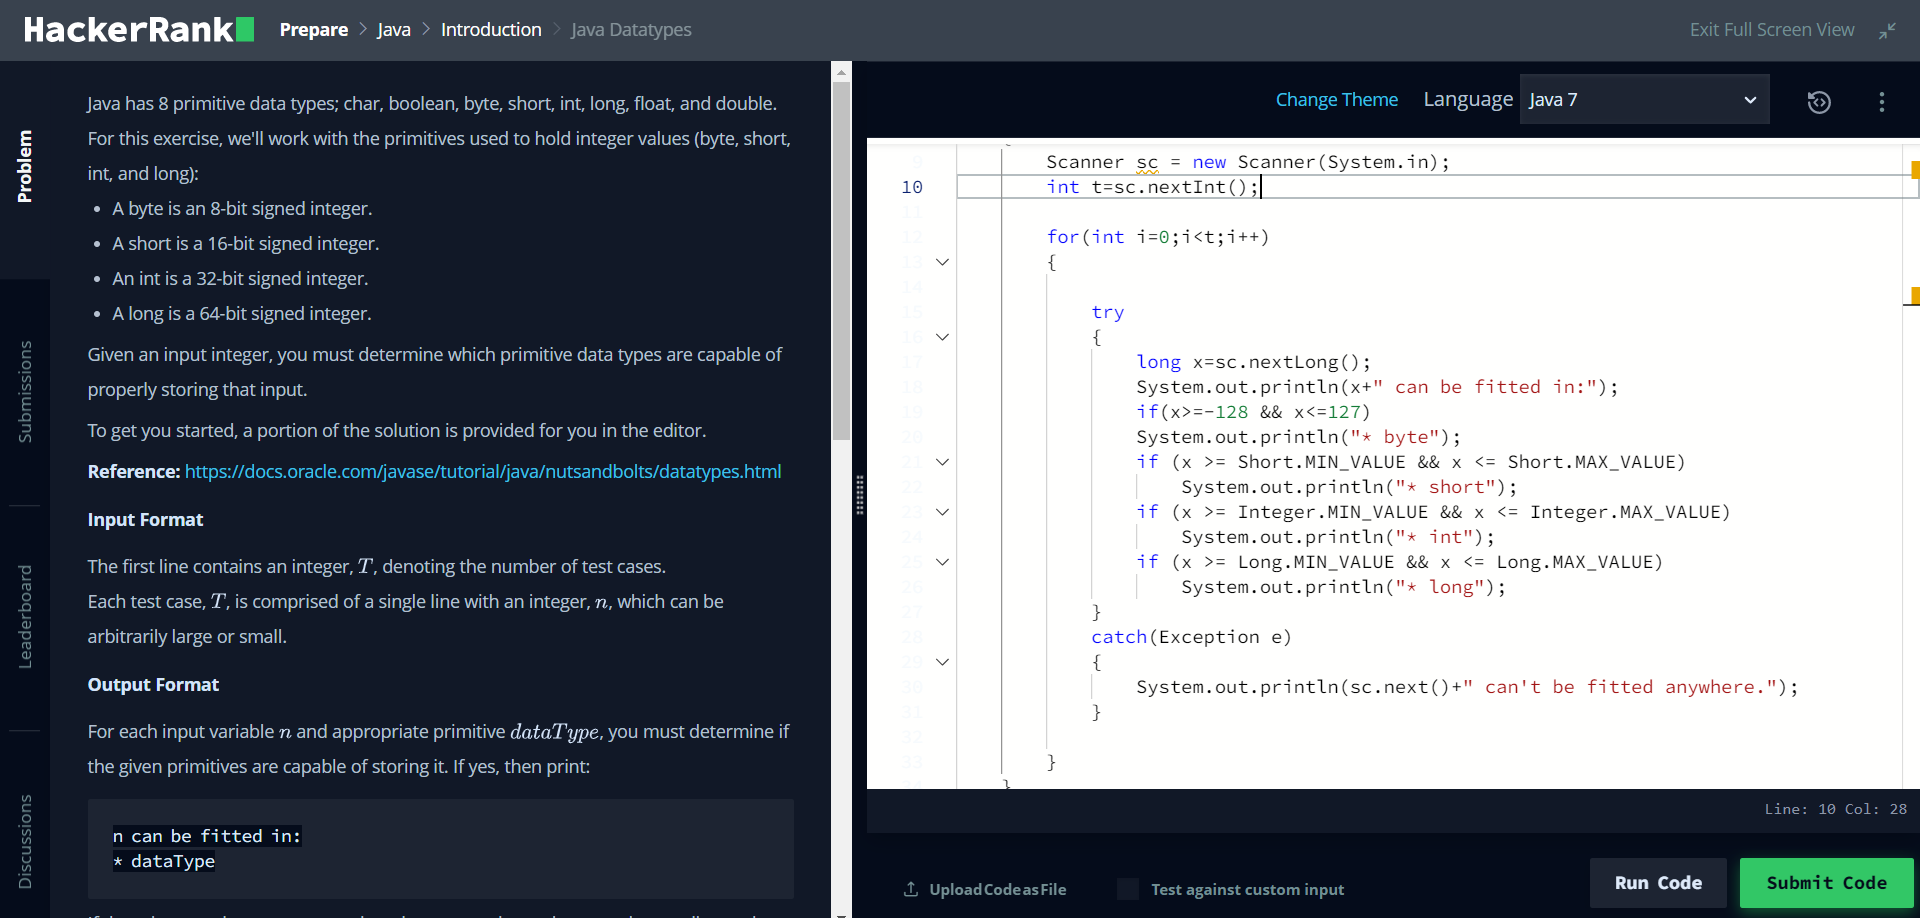 HackerRank
Prepare > Java > Introduction > Java Datatypes
Exit Full Screen View
Problem
Submissions
Leaderboard
Discussions
Java has 8 primitive data types; char, boolean, byte, short, int, long, float, and double.
For this exercise, we'll work with the primitives used to hold integer values (byte, short,
int, and long):
• A byte is an 8-bit signed integer.
• A short is a 16-bit signed integer.
• An int is a 32-bit signed integer.
• A long is a 64-bit signed integer.
Given an input integer, you must determine which primitive data types are capable of
properly storing that input.
To get you started, a portion of the solution is provided for you in the editor.
Reference: https://docs.oracle.com/javase/tutorial/java/nutsandbolts/datatypes.html
Input Format
The first line contains an integer, T, denoting the number of test cases.
Each test case, T, is comprised of a single line with an integer, n, which can be
arbitrarily large or small.
Output Format
For each input variable n and appropriate primitive dataType, you must determine if
the given primitives are capable of storing it. If yes, then print:
n can be fitted in:
* dataType
Change Theme Language Java 7
9 Scanner sc = new Scanner(System.in);
10 int t=sc.nextInt();
11
12 for(int i=0;i<t;i++)
13 {
14
15 try
16 {
17 long x=sc.nextLong();
18 System.out.println(x+" can be fitted in:");
19 if(x>=-128 && x<=127)
20 System.out.println("* byte");
21 if (x >= Short.MIN_VALUE && x <= Short.MAX_VALUE)
22 System.out.println("* short");
23 if (x >= Integer.MIN_VALUE && x <= Integer.MAX_VALUE)
24 System.out.println("* int");
25 if (x >= Long.MIN_VALUE && x <= Long.MAX_VALUE)
26 System.out.println("* long");
27 }
28 catch(Exception e)
29 {
30 System.out.println(sc.next()+" can't be fitted anywhere.");
31 }
32
33 }
Line: 10 Col: 28
Upload Code as File
Test against custom input
Run Code
Submit Code